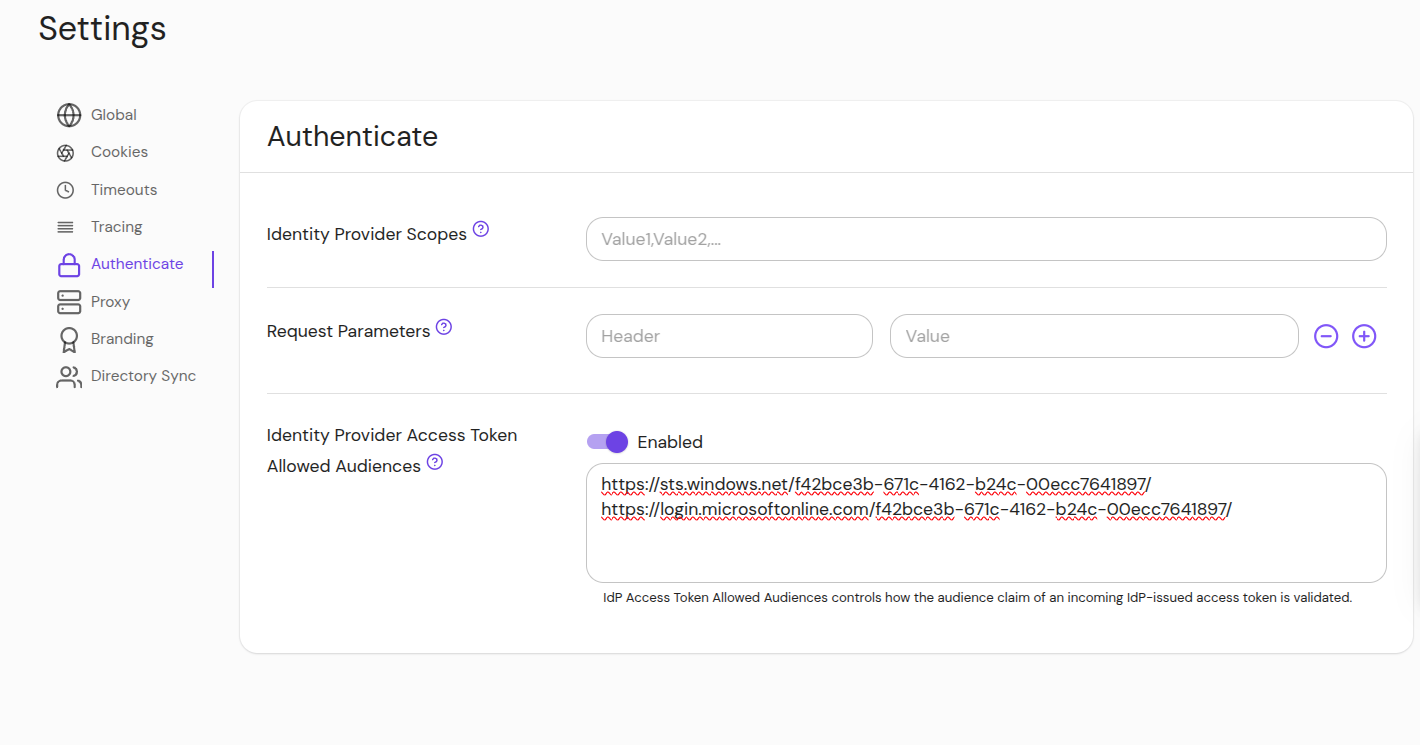 Settings
Global
Cookies
Timeouts
Tracing
Authenticate
Proxy
Branding
Directory Sync
Authenticate
Identity Provider Scopes
Value1,Value2,...
Request Parameters
Header
Value
Identity Provider Access Token
Allowed Audiences
Enabled
https://sts.windows.net/f42bce3b-671c-4162-b24c-00ecc7641897/
https://login.microsoftonline.com/f42bce3b-671c-4162-b24c-00ecc7641897/
IdP Access Token Allowed Audiences controls how the audience claim of an incoming IdP-issued access token is validated.